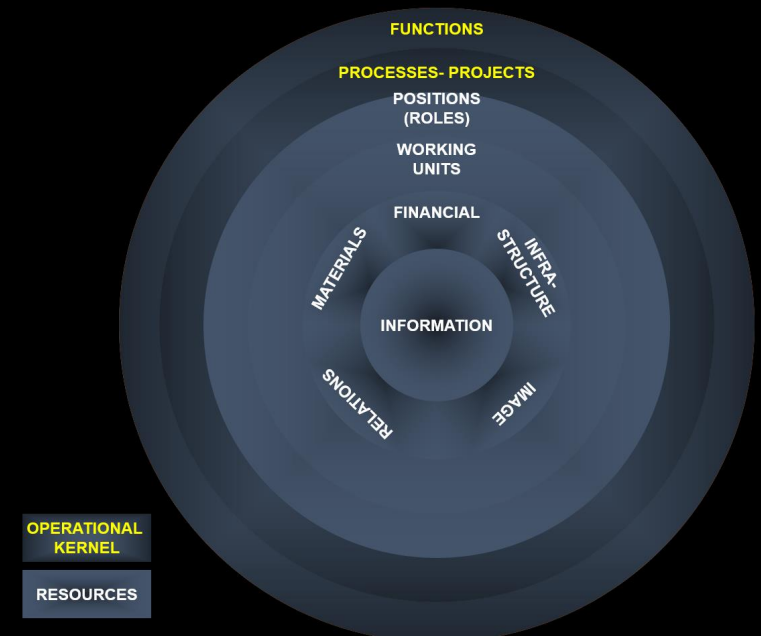 FUNCTIONS
PROCESSES- PROJECTS
POSITIONS
(ROLES)
WORKING
UNITS
FINANCIAL
MATERIALS
INFRA-
STRUCTURE
INFORMATION
RELATIONS
IMAGE
OPERATIONAL
KERNEL
RESOURCES